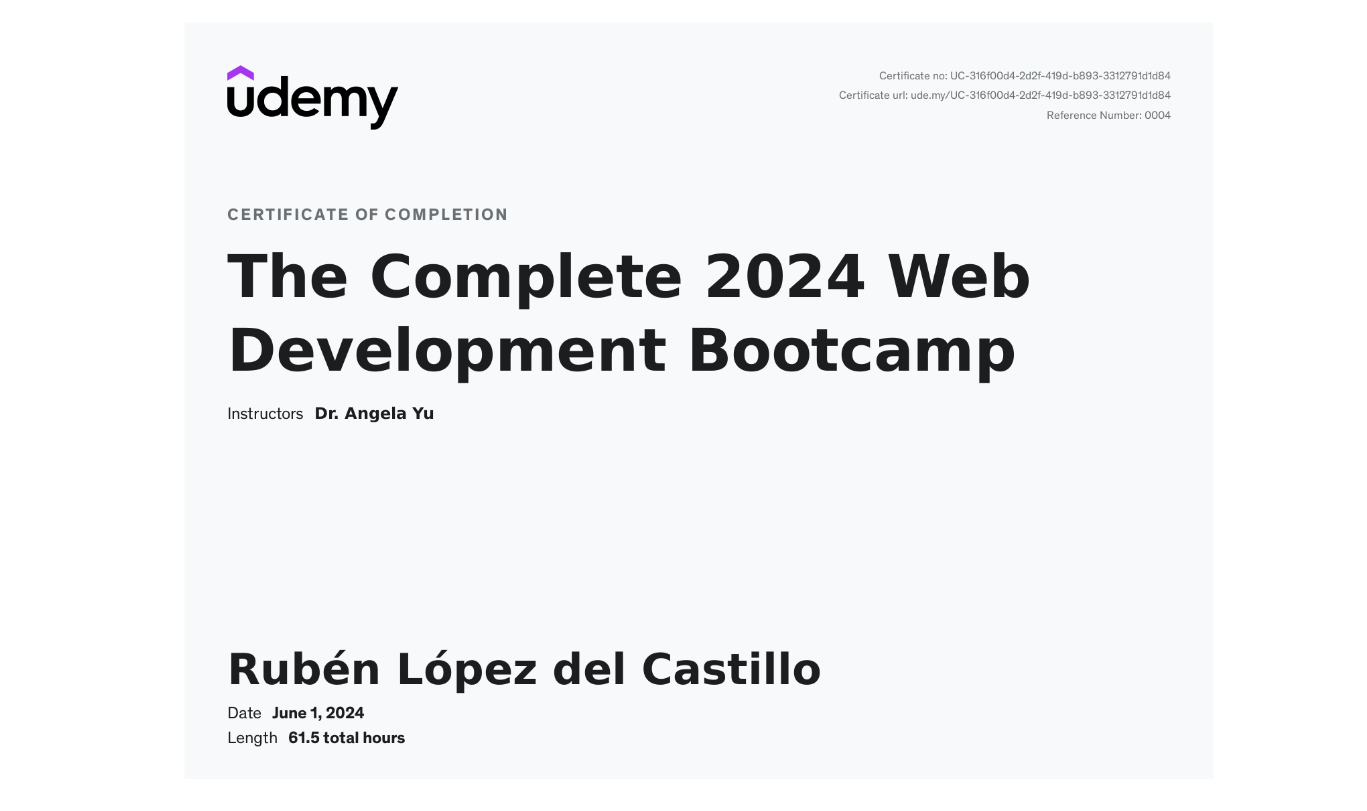 udemy
Certificate no: UC-316f00d4-2d2f-419d-b893-3312791d1d84
Certificate url: ude.my/UC-316f00d4-2d2f-419d-b893-3312791d1d84
Reference Number: 0004
CERTIFICATE OF COMPLETION
The Complete 2024 Web
Development Bootcamp
Instructors Dr. Angela Yu
Rubén López del Castillo
Date June 1, 2024
Length 61.5 total hours